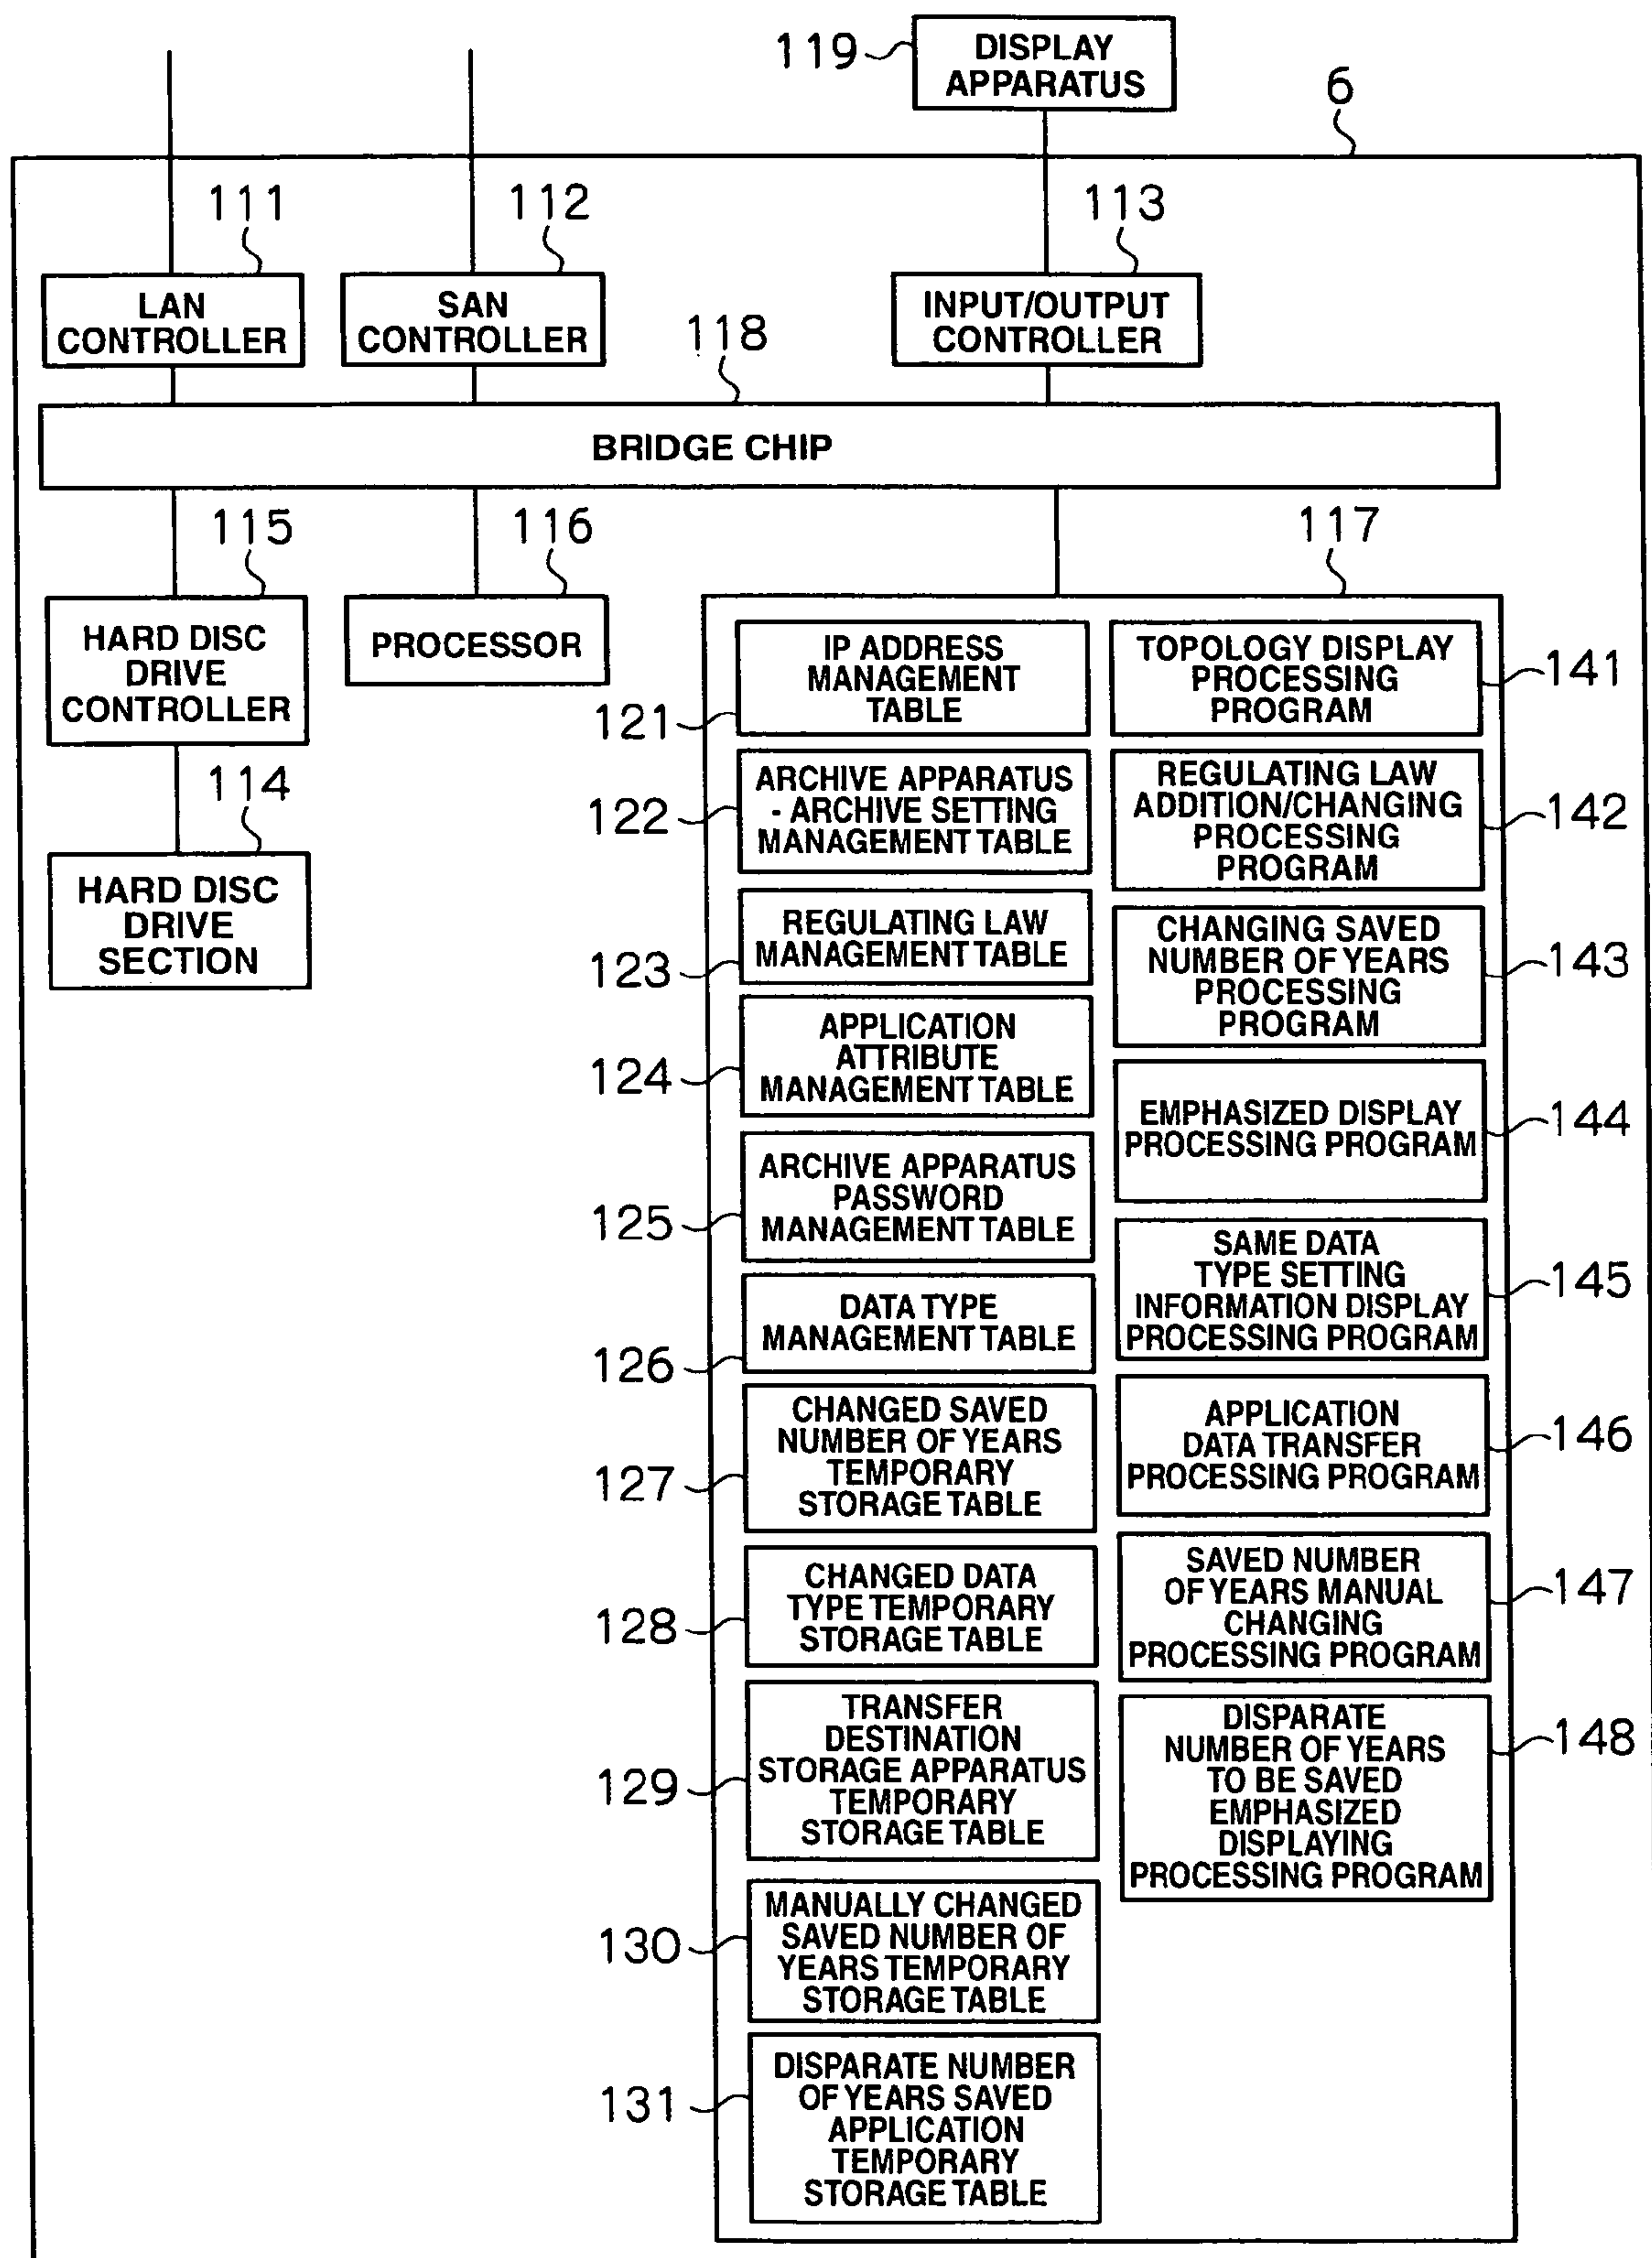 119
DISPLAY
APPARATUS
6
111
112
113
LAN
CONTROLLER
SAN
CONTROLLER
INPUT/OUTPUT
CONTROLLER
118
BRIDGE CHIP
115
116
117
HARD DISC
DRIVE
CONTROLLER
PROCESSOR
114
HARD DISC
DRIVE
SECTION
IP ADDRESS
MANAGEMENT
TABLE
121
ARCHIVE APPARATUS
- ARCHIVE SETTING
MANAGEMENT TABLE
122
REGULATING LAW
MANAGEMENT TABLE
123
APPLICATION
ATTRIBUTE
MANAGEMENT TABLE
124
ARCHIVE APPARATUS
PASSWORD
MANAGEMENT TABLE
125
DATA TYPE
MANAGEMENT TABLE
126
CHANGED SAVED
NUMBER OF YEARS
TEMPORARY
STORAGE TABLE
127
CHANGED DATA
TYPE TEMPORARY
STORAGE TABLE
128
TRANSFER
DESTINATION
STORAGE APPARATUS
TEMPORARY
STORAGE TABLE
129
MANUALLY CHANGED
SAVED NUMBER OF
YEARS TEMPORARY
STORAGE TABLE
130
DISPARATE NUMBER
OF YEARS SAVED
APPLICATION
TEMPORARY
STORAGE TABLE
131
TOPOLOGY DISPLAY
PROCESSING
PROGRAM
141
REGULATING LAW
ADDITION/CHANGING
PROCESSING
PROGRAM
142
CHANGING SAVED
NUMBER OF YEARS
PROCESSING
PROGRAM
143
EMPHASIZED DISPLAY
PROCESSING PROGRAM
144
SAME DATA
TYPE SETTING
INFORMATION DISPLAY
PROCESSING PROGRAM
145
APPLICATION
DATA TRANSFER
PROCESSING PROGRAM
146
SAVED NUMBER
OF YEARS MANUAL
CHANGING
PROCESSING PROGRAM
147
DISPARATE
NUMBER OF YEARS
TO BE SAVED
EMPHASIZED
DISPLAYING
PROCESSING PROGRAM
148